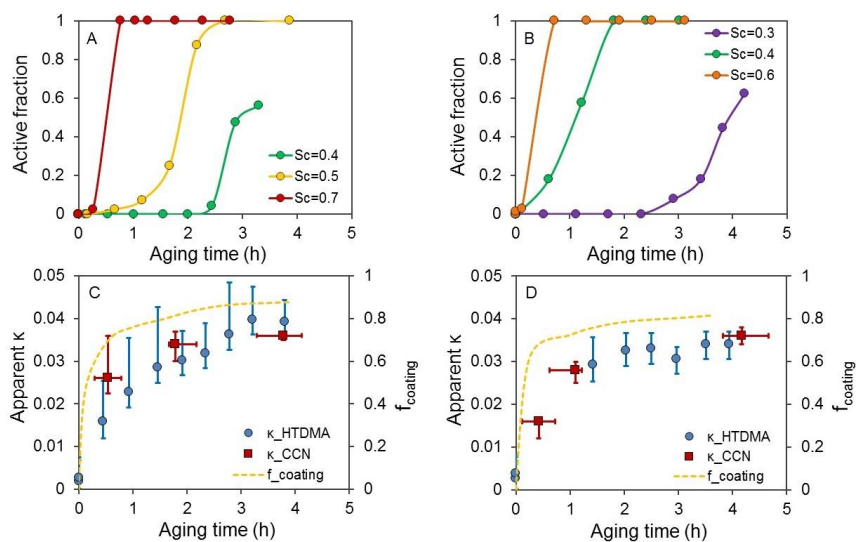 A
Active fraction
1
0.8
0.6
0.4
0.2
0
Sc=0.4
Sc=0.5
Sc=0.7
0 1 2 3 4 5
Aging time (h)
B
Active fraction
1
0.8
0.6
0.4
0.2
0
Sc=0.3
Sc=0.4
Sc=0.6
0 1 2 3 4 5
Aging time (h)
C
Apparent κ
0.05
0.04
0.03
0.02
0.01
0
κ_HTDMA
κ_CCN
f_coating
1
0.8
0.6
0.4
0.2
0
fcoating
0 1 2 3 4 5
Aging time (h)
D
Apparent κ
0.05
0.04
0.03
0.02
0.01
0
κ_HTDMA
κ_CCN
f_coating
1
0.8
0.6
0.4
0.2
0
fcoating
0 1 2 3 4 5
Aging time (h)